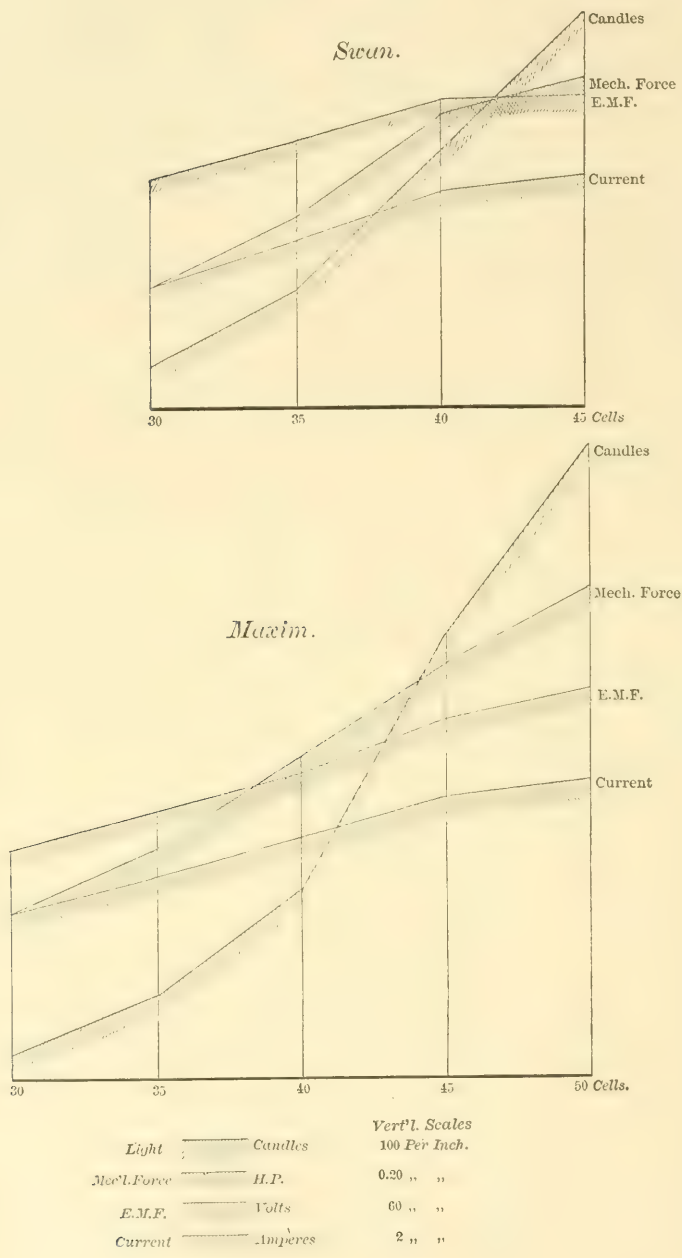 Swan.
Candles
Mech. Force
E.M.F.
Current
30 35 40 45 Cells
Maxim.
Candles
Mech. Force
E.M.F.
Current
30 35 40 45 50 Cells.
Vert'l. Scales
Light Candles 100 Per Inch.
Mec'l. Force H.P. 0.20 „ „
E.M.F. Volts 60 „ „
Current Ampères 2 „ „